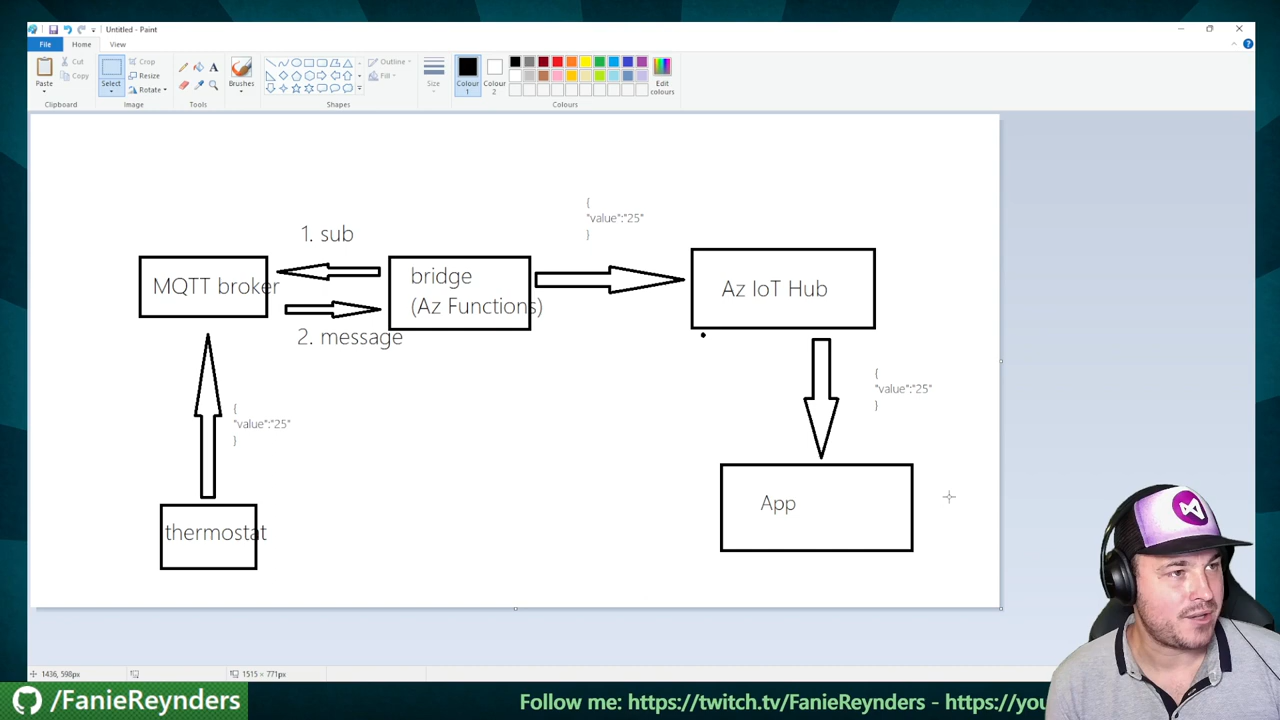 Untitled - Paint
File
Home
View
Paste
Cut
Copy
Clipboard
Select
Crop
Resize
Rotate
Image
A
Tools
Brushes
Outline
Fill
Shapes
Size
Colour
1
Colour
2
Edit
colours
Colours
{
"value":"25"
}
1. sub
MQTT broker
bridge
(Az Functions)
Az IoT Hub
2. message
{
"value":"25"
}
{
"value":"25"
}
App
thermostat
1436, 598px
1515 × 771px
/FanieReynders
Follow me: https://twitch.tv/FanieReynders - https://you